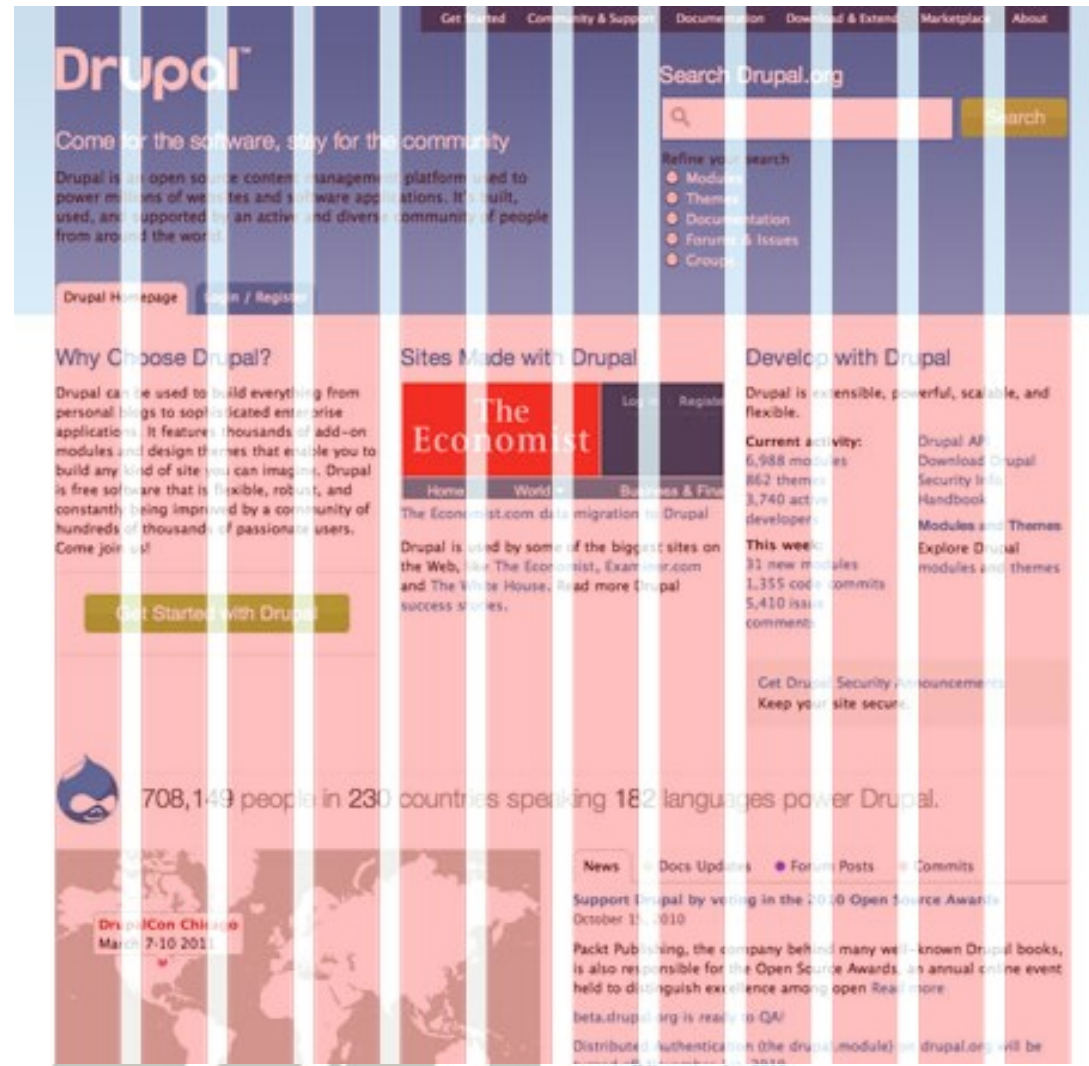 Get Started Community & Support Documentation Download & Extend Marketplace About
Drupal™
Search Drupal.org
Search
Come for the software, stay for the community
Refine your search
Drupal is an open source content management platform used to
power millions of websites and software applications. It's built,
used, and supported by an active and diverse community of people
from around the world.
Modules
Themes
Documentation
Forums & Issues
Groups
Drupal Homepage
Login / Register
Why Choose Drupal?
Drupal can be used to build everything from
personal blogs to sophisticated enterprise
applications. It features thousands of add-on
modules and design themes that enable you to
build any kind of site you can imagine. Drupal
is free software that is flexible, robust, and
constantly being improved by a community of
hundreds of thousands of passionate users.
Come join us!
Get Started with Drupal
Sites Made with Drupal
The
Economist
Log in Registe
Home World Business & Fina
The Economist.com data migration to Drupal
Drupal is used by some of the biggest sites on
the Web, like The Economist, Examiner.com
and The White House. Read more Drupal
success stories.
Develop with Drupal
Drupal is extensible, powerful, scalable, and
flexible.
Current activity:
6,988 modules
862 themes
3,740 active
developers
This week:
31 new modules
1,355 code commits
5,410 issue
comments
Drupal API
Download Drupal
Security Info
Handbook
Modules and Themes
Explore Drupal
modules and themes
Get Drupal Security Announcements
Keep your site secure.
708,149 people in 230 countries speaking 182 languages power Drupal.
DrupalCon Chicago
March 7-10 2011
News Docs Updates Forum Posts Commits
Support Drupal by voting in the 2010 Open Source Awards
October 15, 2010
Packt Publishing, the company behind many well-known Drupal books,
is also responsible for the Open Source Awards, an annual online event
held to distinguish excellence among open Read more
beta.drupal.org is ready to QA!
Distributed Authentication (the drupal.module) on drupal.org will be